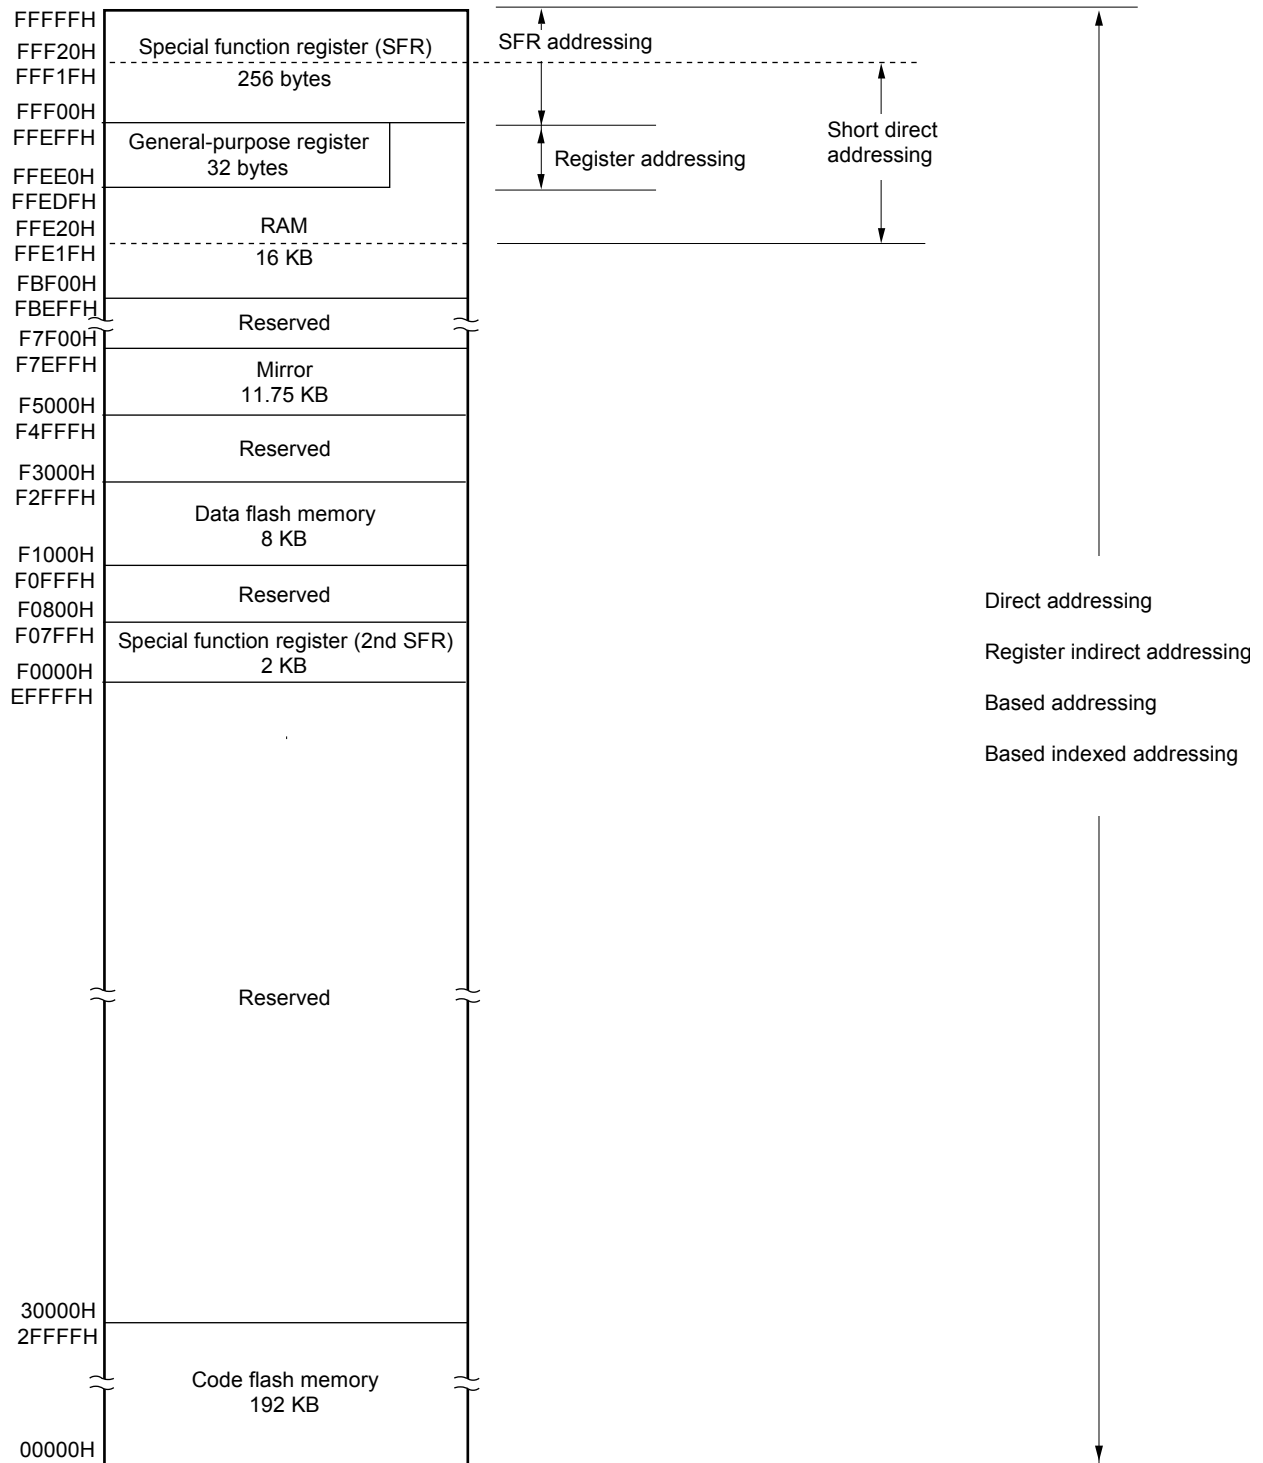 FFFFFH
FFF20H
FFF1FH
FFF00H
FFEFFH
FFEE0H
FFEDFH
FFE20H
FFE1FH
FBF00H
FBEFFH
F7F00H
F7EFFH
F5000H
F4FFFH
F3000H
F2FFFH
F1000H
F0FFFH
F0800H
F07FFH
F0000H
EFFFFH
30000H
2FFFFH
00000H
Special function register (SFR)
256 bytes
General-purpose register
32 bytes
RAM
16 KB
Reserved
Mirror
11.75 KB
Reserved
Data flash memory
8 KB
Reserved
Special function register (2nd SFR)
2 KB
Reserved
Code flash memory
192 KB
SFR addressing
Register addressing
Short direct
addressing
Direct addressing
Register indirect addressing
Based addressing
Based indexed addressing